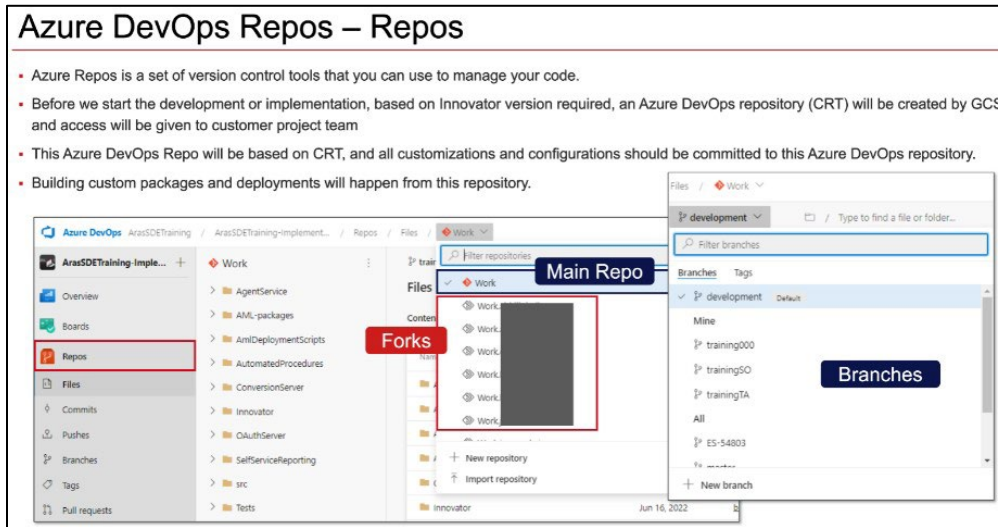 Azure DevOps Repos – Repos
▪ Azure Repos is a set of version control tools that you can use to manage your code.
▪ Before we start the development or implementation, based on Innovator version required, an Azure DevOps repository (CRT) will be created by GCS
and access will be given to customer project team
▪ This Azure DevOps Repo will be based on CRT, and all customizations and configurations should be committed to this Azure DevOps repository.
▪ Building custom packages and deployments will happen from this repository.
Azure DevOps ArasSDETraining / ArasSDETraining-Implement... / Repos / Files / Work
ArasSDETraining-Imple... +
Overview
Boards
Repos
Files
Commits
Pushes
Branches
Tags
Pull requests
Work
AgentService
AML-packages
AmlDeploymentScripts
AutomatedProcedures
ConversionServer
Innovator
OAuthServer
SelfServiceReporting
src
Tests
Files
Forks
Filter repositories
Main Repo
Work
Work.
Work.
Work.
Work.
Work.
Work.
+ New repository
Import repository
Innovator Jun 16, 2022
Files / Work
development / Type to find a file or folder...
Filter branches
Branches Tags
development Default
Mine
training000
trainingSO
trainingTA
Branches
All
ES-54803
master
+ New branch